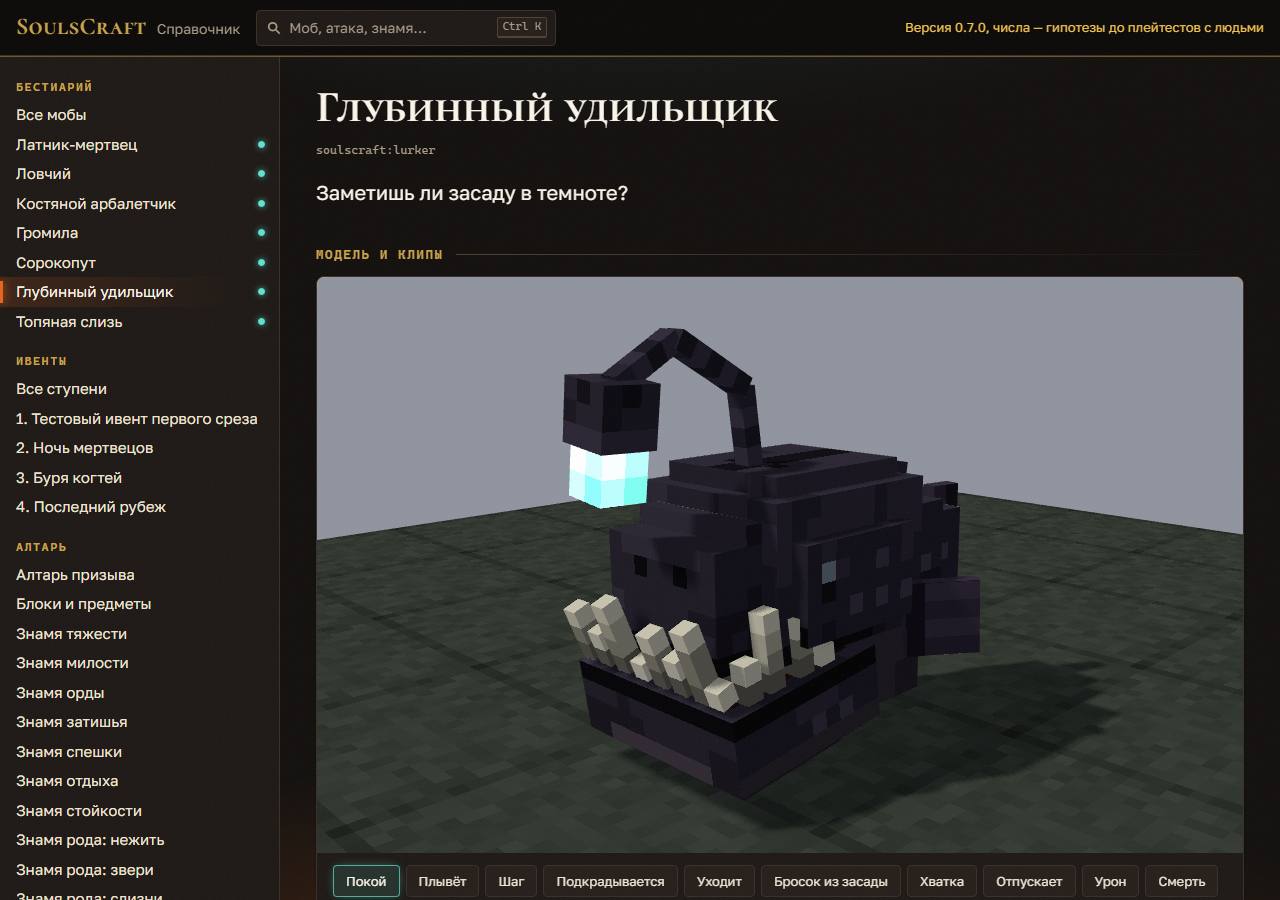 SoulsCraft Справочник
Моб, атака, знамя...
Ctrl K
Версия 0.7.0, числа — гипотезы до плейтестов с людьми
БЕСТИАРИЙ
Все мобы
Латник-мертвец
Ловчий
Костяной арбалетчик
Громила
Сорокопут
Глубинный удильщик
Топяная слизь
ИВЕНТЫ
Все ступени
1. Тестовый ивент первого среза
2. Ночь мертвецов
3. Буря когтей
4. Последний рубеж
АЛТАРЬ
Алтарь призыва
Блоки и предметы
Знамя тяжести
Знамя милости
Знамя орды
Знамя затишья
Знамя спешки
Знамя отдыха
Знамя стойкости
Знамя рода: нежить
Знамя рода: звери
Знамя рода: слизни
Глубинный удильщик
soulscraft:lurker
Заметишь ли засаду в темноте?
МОДЕЛЬ И КЛИПЫ
Покой Плывёт Шаг Подкрадывается Уходит Бросок из засады Хватка Отпускает Урон Смерть